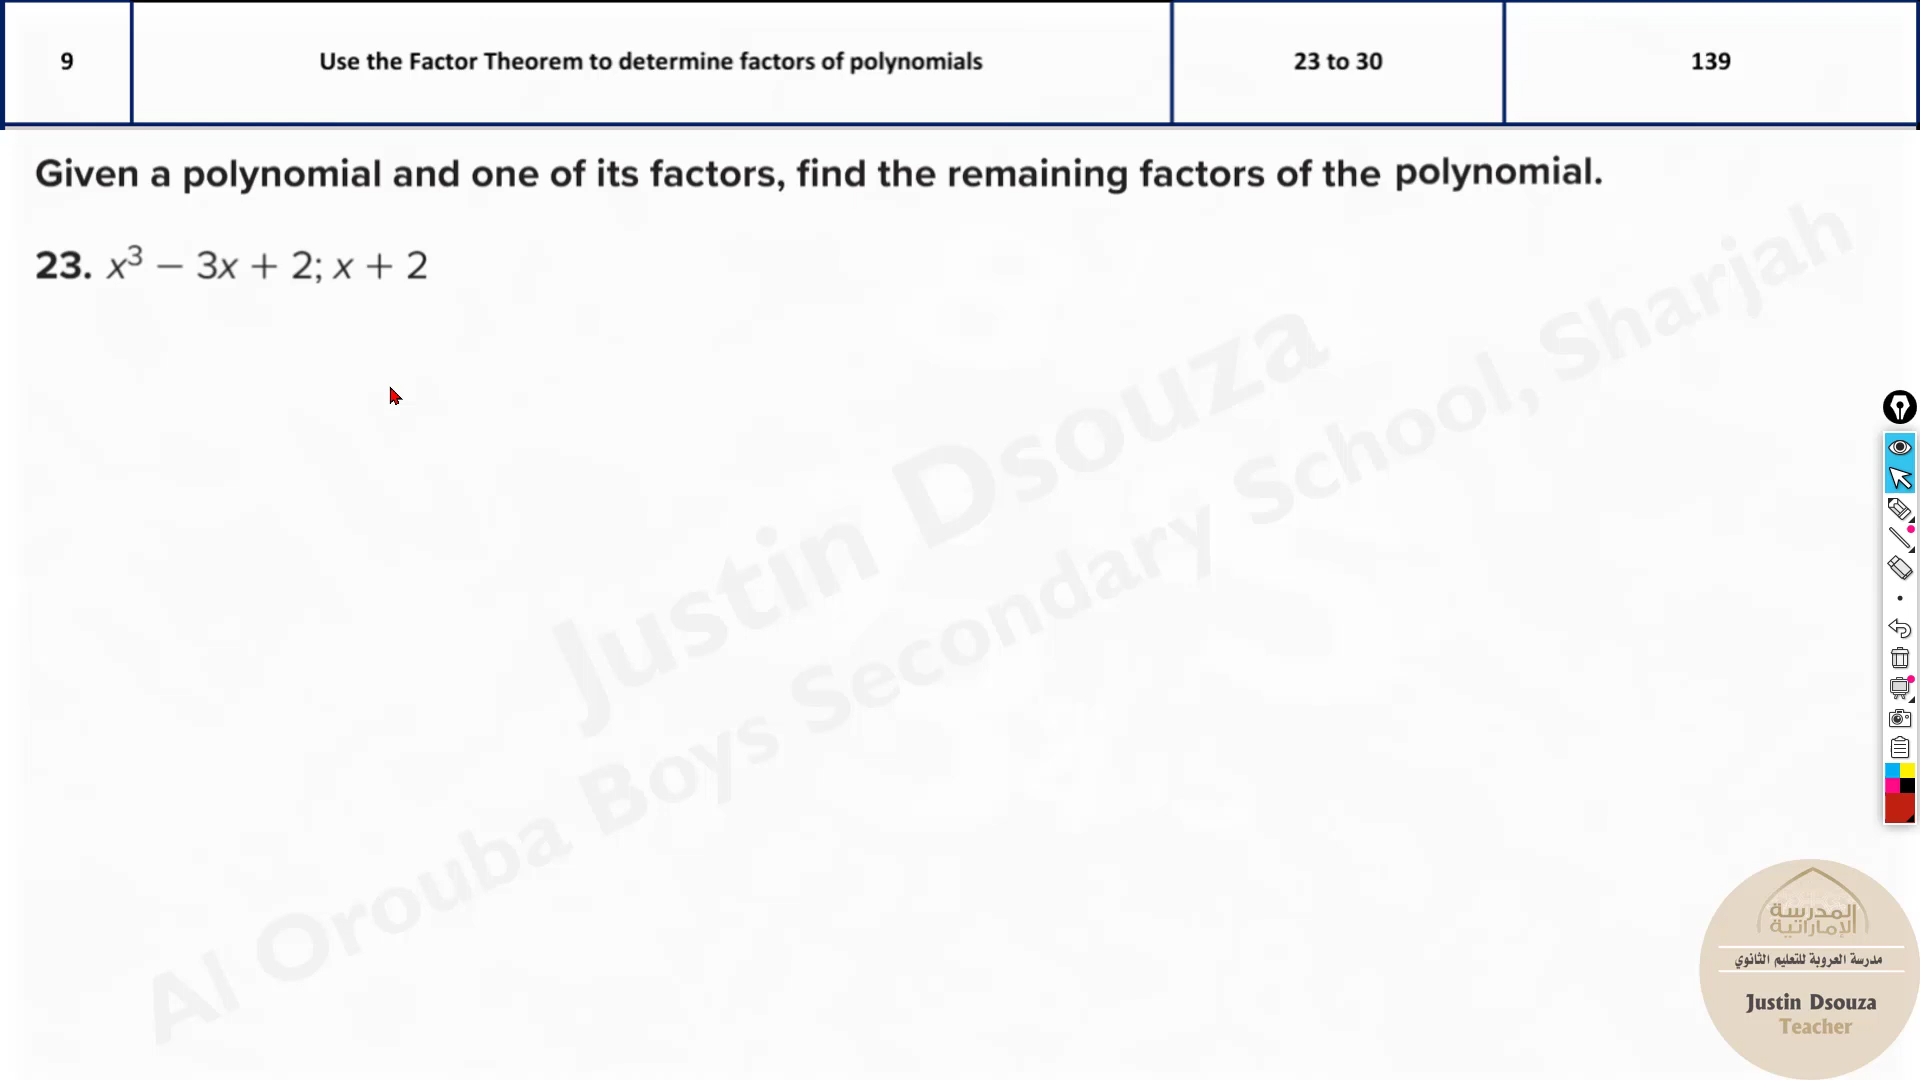 9 Use the Factor Theorem to determine factors of polynomials 23 to 30 139
Given a polynomial and one of its factors, find the remaining factors of the polynomial.
23. x³ − 3x + 2; x + 2
Justin Dsouza
Al Orouba Boys Secondary School, Sharjah
المدرسة
الإماراتية
مدرسة العروبة للتعليم الثانوي
Justin Dsouza
Teacher